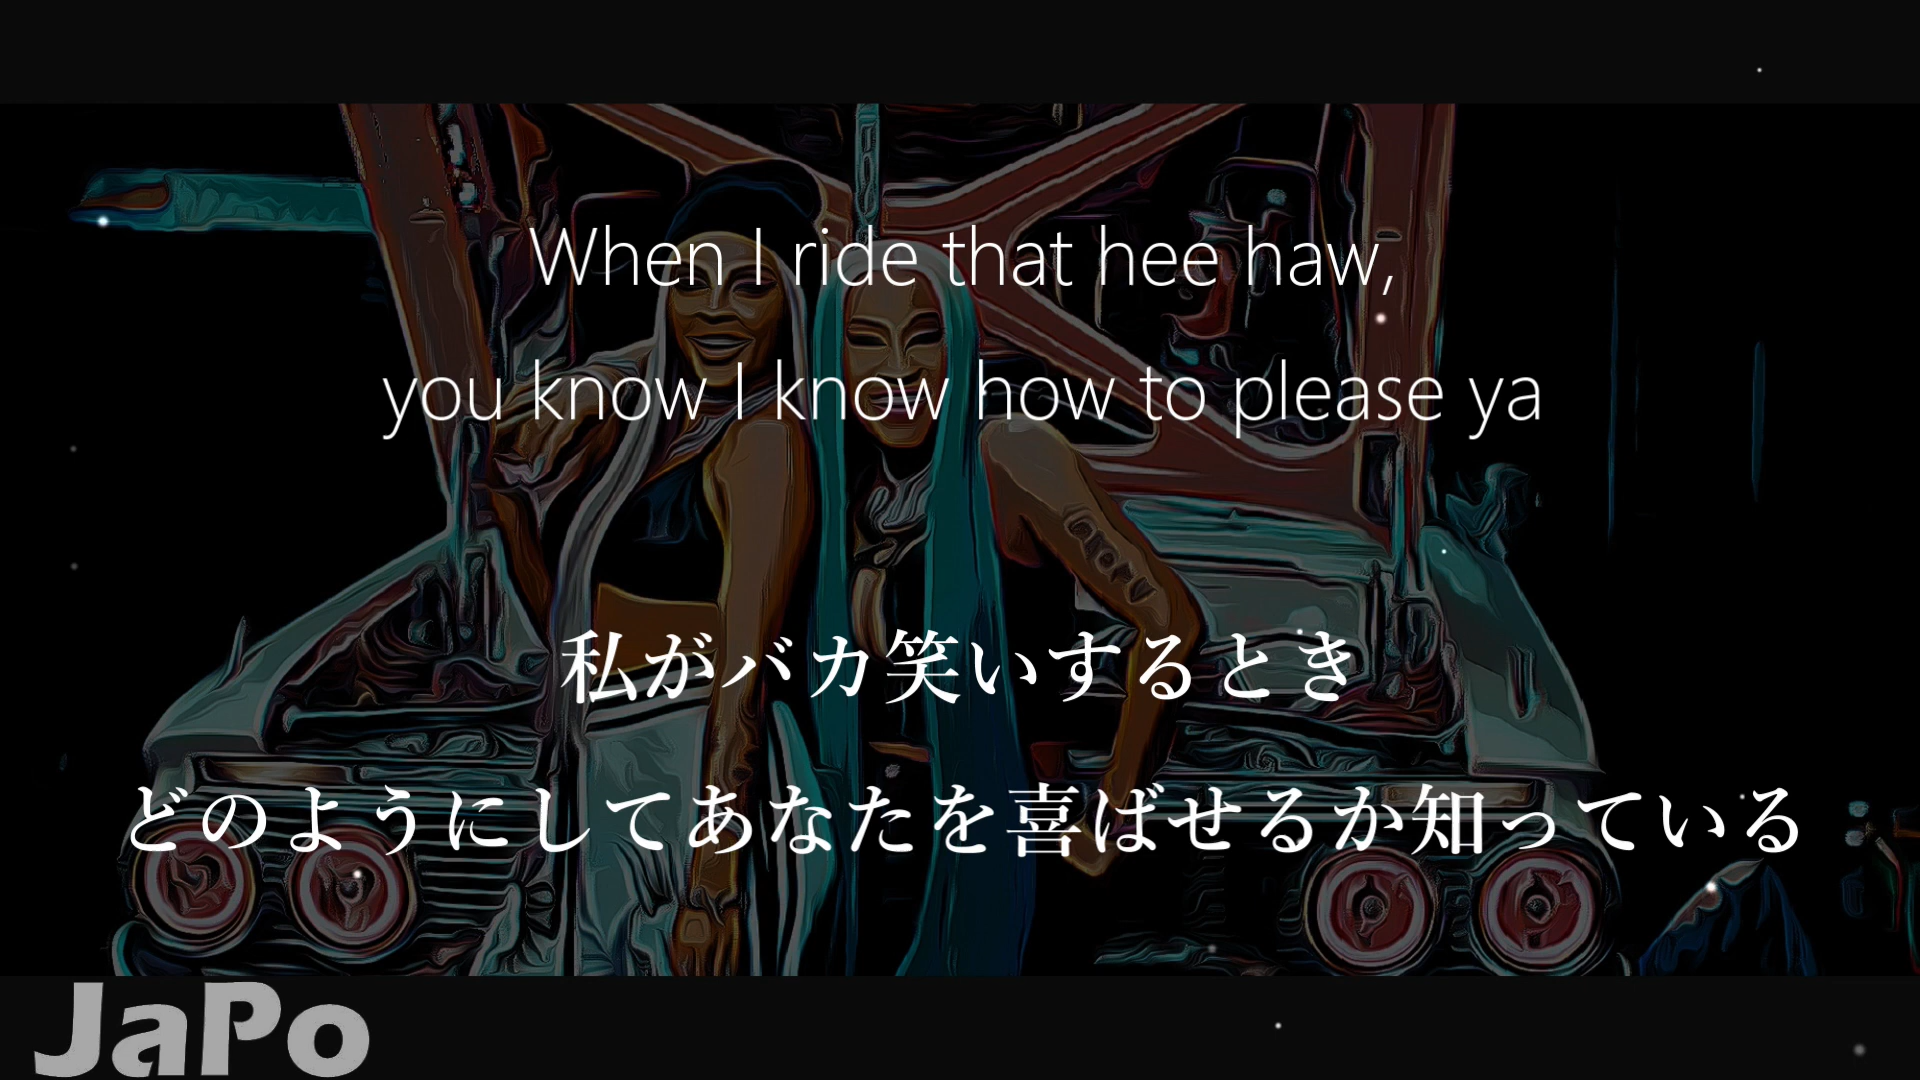 When I ride that hee haw,
you know I know how to please ya
私がバカ笑いするとき
どのようにしてあなたを喜ばせるか知っている
JaPo